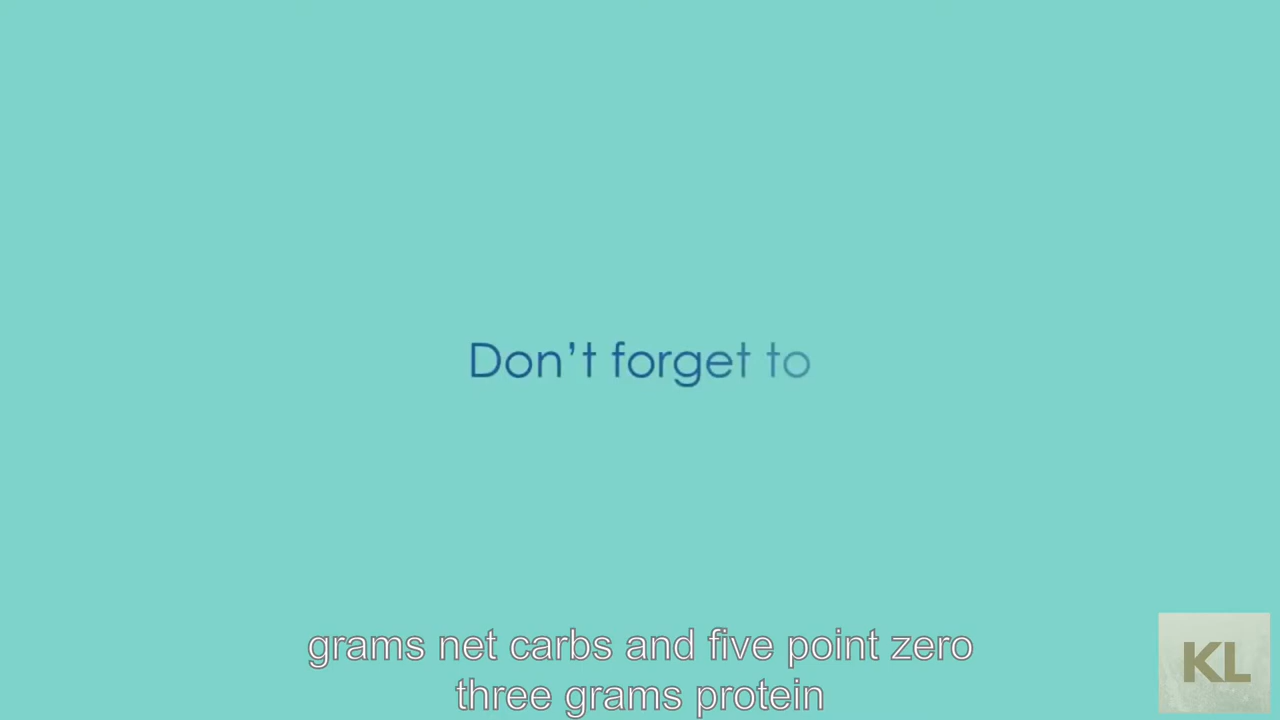 Don't forget to
grams net carbs and five point zero
three grams protein
KL